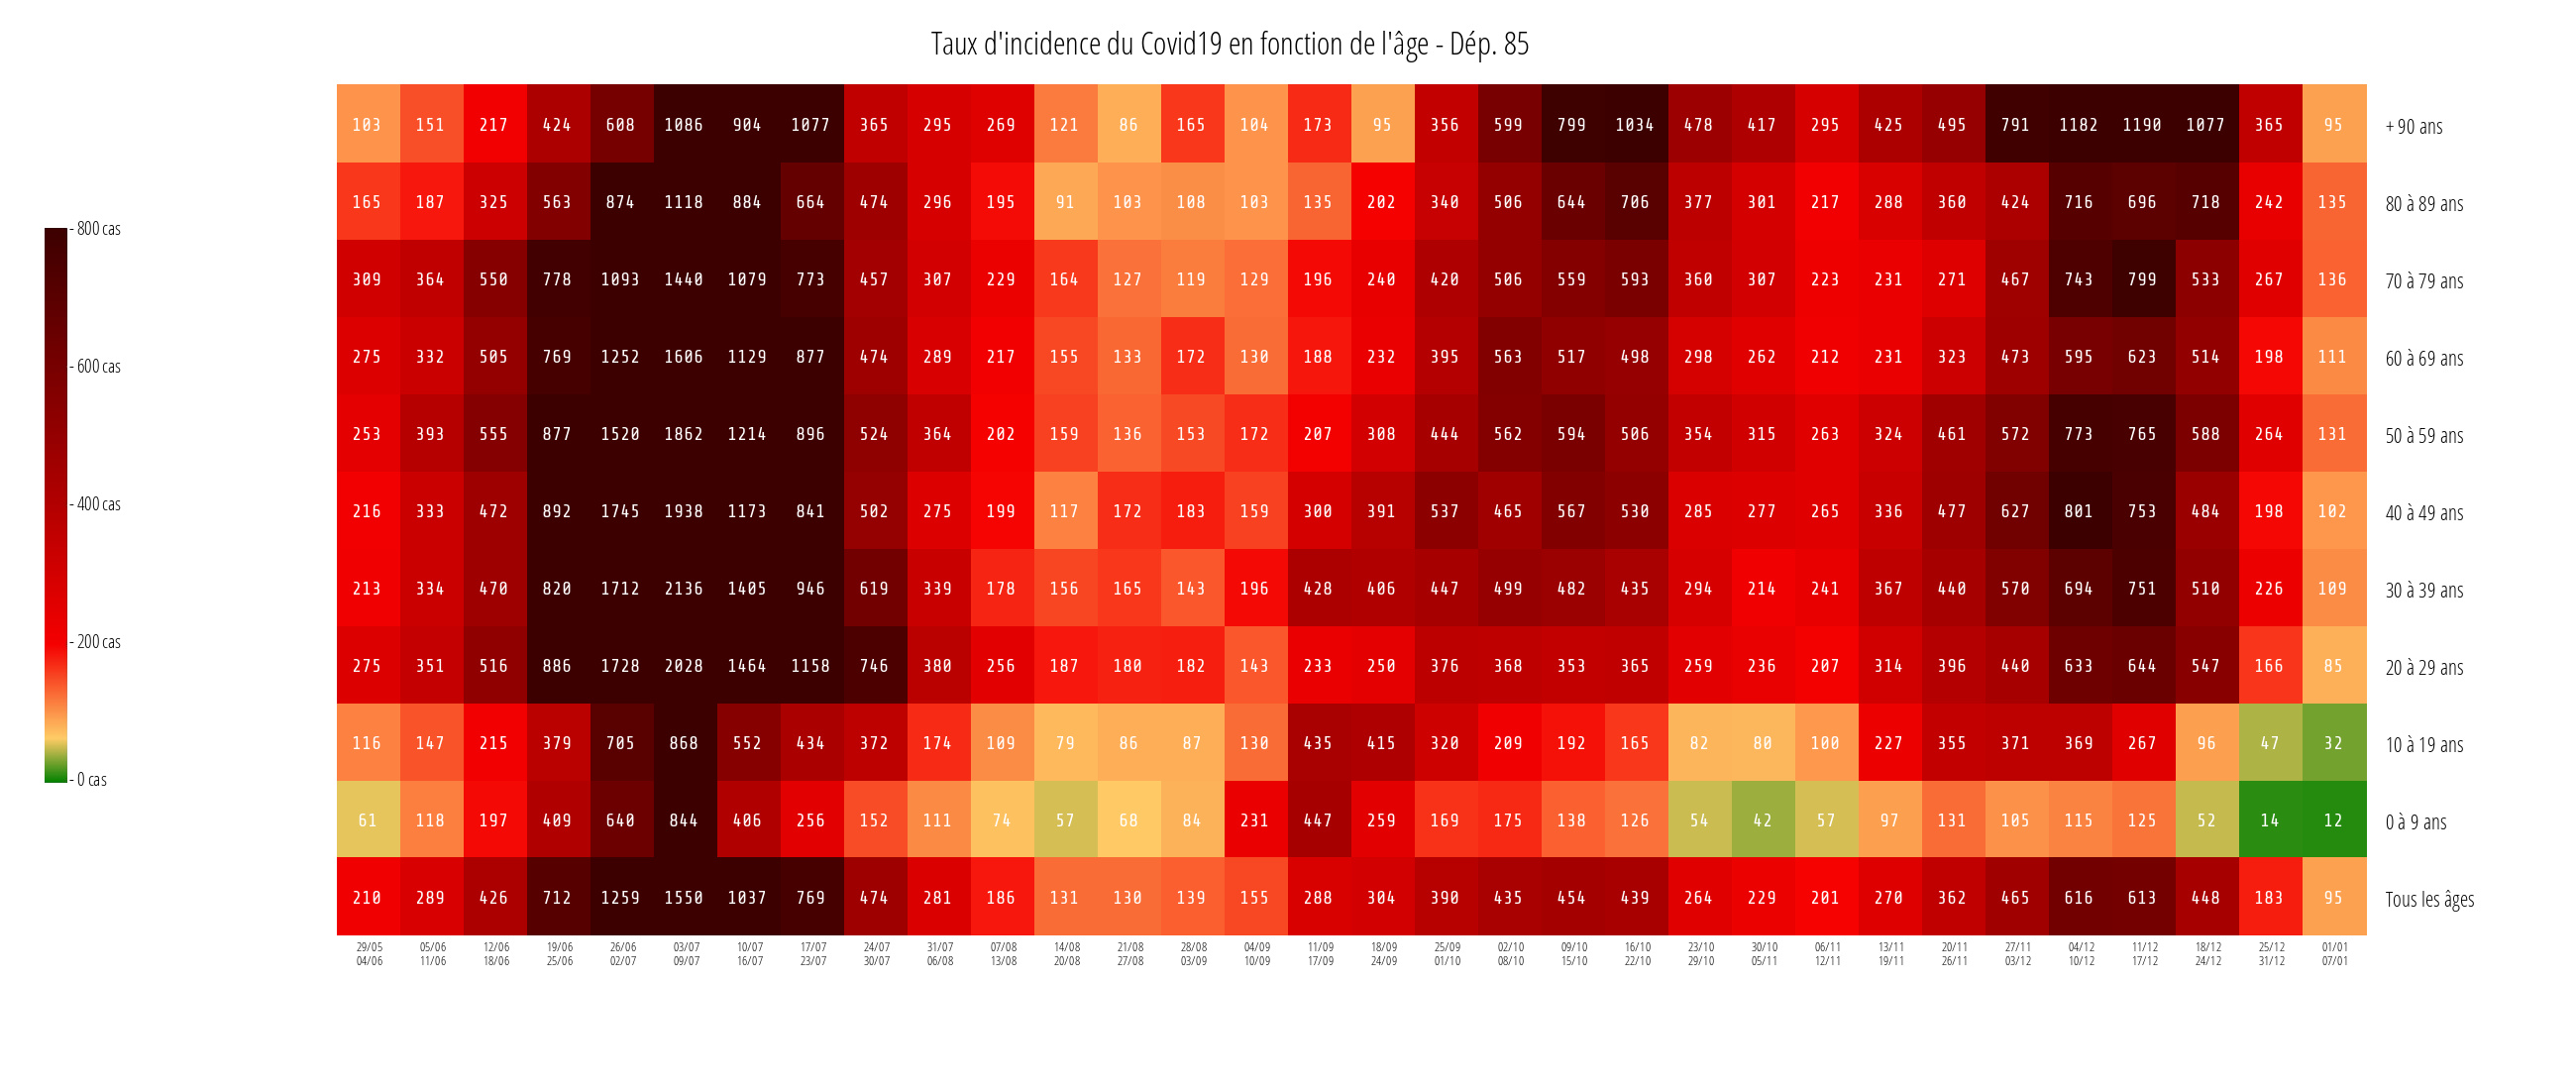 Taux d'incidence du Covid19 en fonction de l'âge - Dép. 85
- 800 cas
- 600 cas
- 400 cas
- 200 cas
- 0 cas
103 151 217 424 608 1086 904 1077 365 295 269 121 86 165 104 173 95 356 599 799 1034 478 417 295 425 495 791 1182 1190 1077 365 95 + 90 ans
165 187 325 563 874 1118 884 664 474 296 195 91 103 108 103 135 202 340 506 644 706 377 301 217 288 360 424 716 696 718 242 135 80 à 89 ans
309 364 550 778 1093 1440 1079 773 457 307 229 164 127 119 129 196 240 420 506 559 593 360 307 223 231 271 467 743 799 533 267 136 70 à 79 ans
275 332 505 769 1252 1606 1129 877 474 289 217 155 133 172 130 188 232 395 563 517 498 298 262 212 231 323 473 595 623 514 198 111 60 à 69 ans
253 393 555 877 1520 1862 1214 896 524 364 202 159 136 153 172 207 308 444 562 594 506 354 315 263 324 461 572 773 765 588 264 131 50 à 59 ans
216 333 472 892 1745 1938 1173 841 502 275 199 117 172 183 159 300 391 537 465 567 530 285 277 265 336 477 627 801 753 484 198 102 40 à 49 ans
213 334 470 820 1712 2136 1405 946 619 339 178 156 165 143 196 428 406 447 499 482 435 294 214 241 367 440 570 694 751 510 226 109 30 à 39 ans
275 351 516 886 1728 2028 1464 1158 746 380 256 187 180 182 143 233 250 376 368 353 365 259 236 207 314 396 440 633 644 547 166 85 20 à 29 ans
116 147 215 379 705 868 552 434 372 174 109 79 86 87 130 435 415 320 209 192 165 82 80 100 227 355 371 369 267 96 47 32 10 à 19 ans
61 118 197 409 640 844 406 256 152 111 74 57 68 84 231 447 259 169 175 138 126 54 42 57 97 131 105 115 125 52 14 12 0 à 9 ans
210 289 426 712 1259 1550 1037 769 474 281 186 131 130 139 155 288 304 390 435 454 439 264 229 201 270 362 465 616 613 448 183 95 Tous les âges
29/05 05/06 12/06 19/06 26/06 03/07 10/07 17/07 24/07 31/07 07/08 14/08 21/08 28/08 04/09 11/09 18/09 25/09 02/10 09/10 16/10 23/10 30/10 06/11 13/11 20/11 27/11 04/12 11/12 18/12 25/12 01/01
04/06 11/06 18/06 25/06 02/07 09/07 16/07 23/07 30/07 06/08 13/08 20/08 27/08 03/09 10/09 17/09 24/09 01/10 08/10 15/10 22/10 29/10 05/11 12/11 19/11 26/11 03/12 10/12 17/12 24/12 31/12 07/01